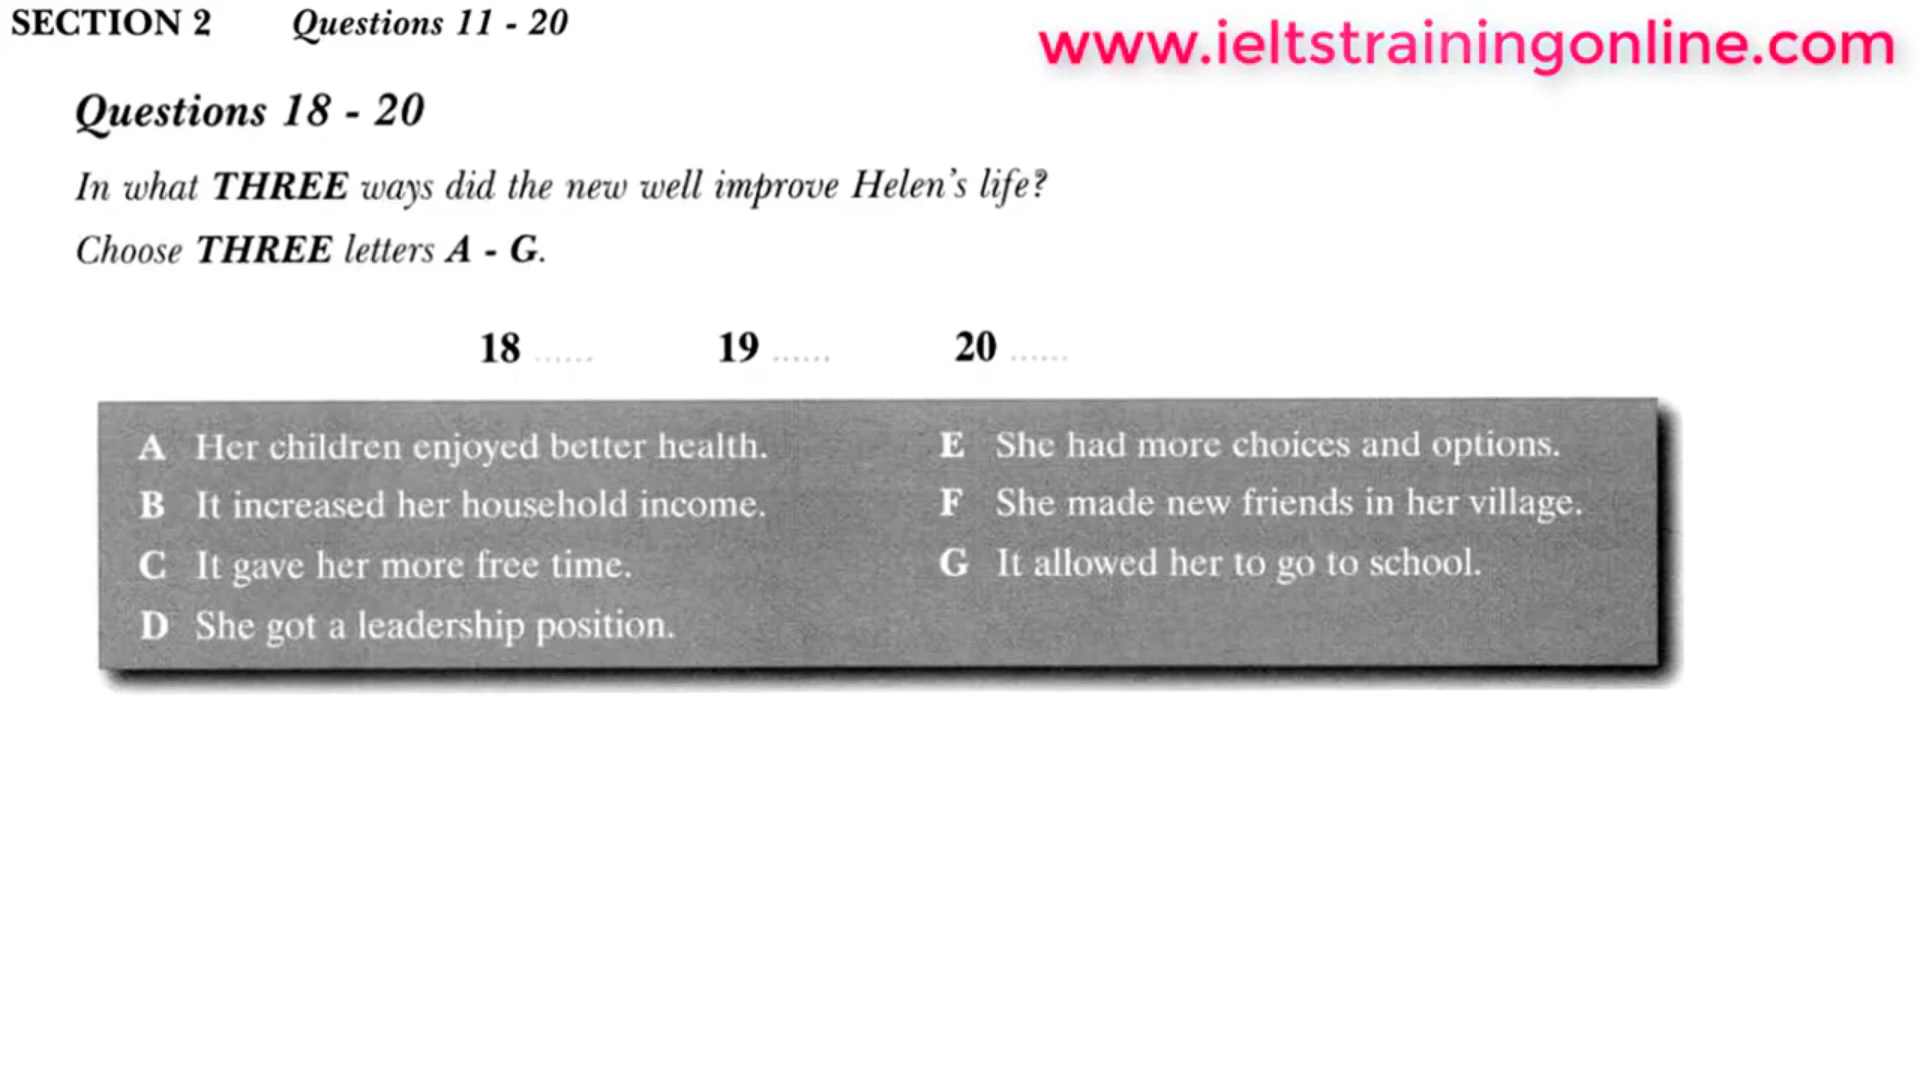 SECTION 2 Questions 11 - 20
www.ieltstrainingonline.com
Questions 18 - 20
In what THREE ways did the new well improve Helen's life?
Choose THREE letters A - G.
18 ...... 19 ...... 20 ......
A Her children enjoyed better health.
B It increased her household income.
C It gave her more free time.
D She got a leadership position.
E She had more choices and options.
F She made new friends in her village.
G It allowed her to go to school.